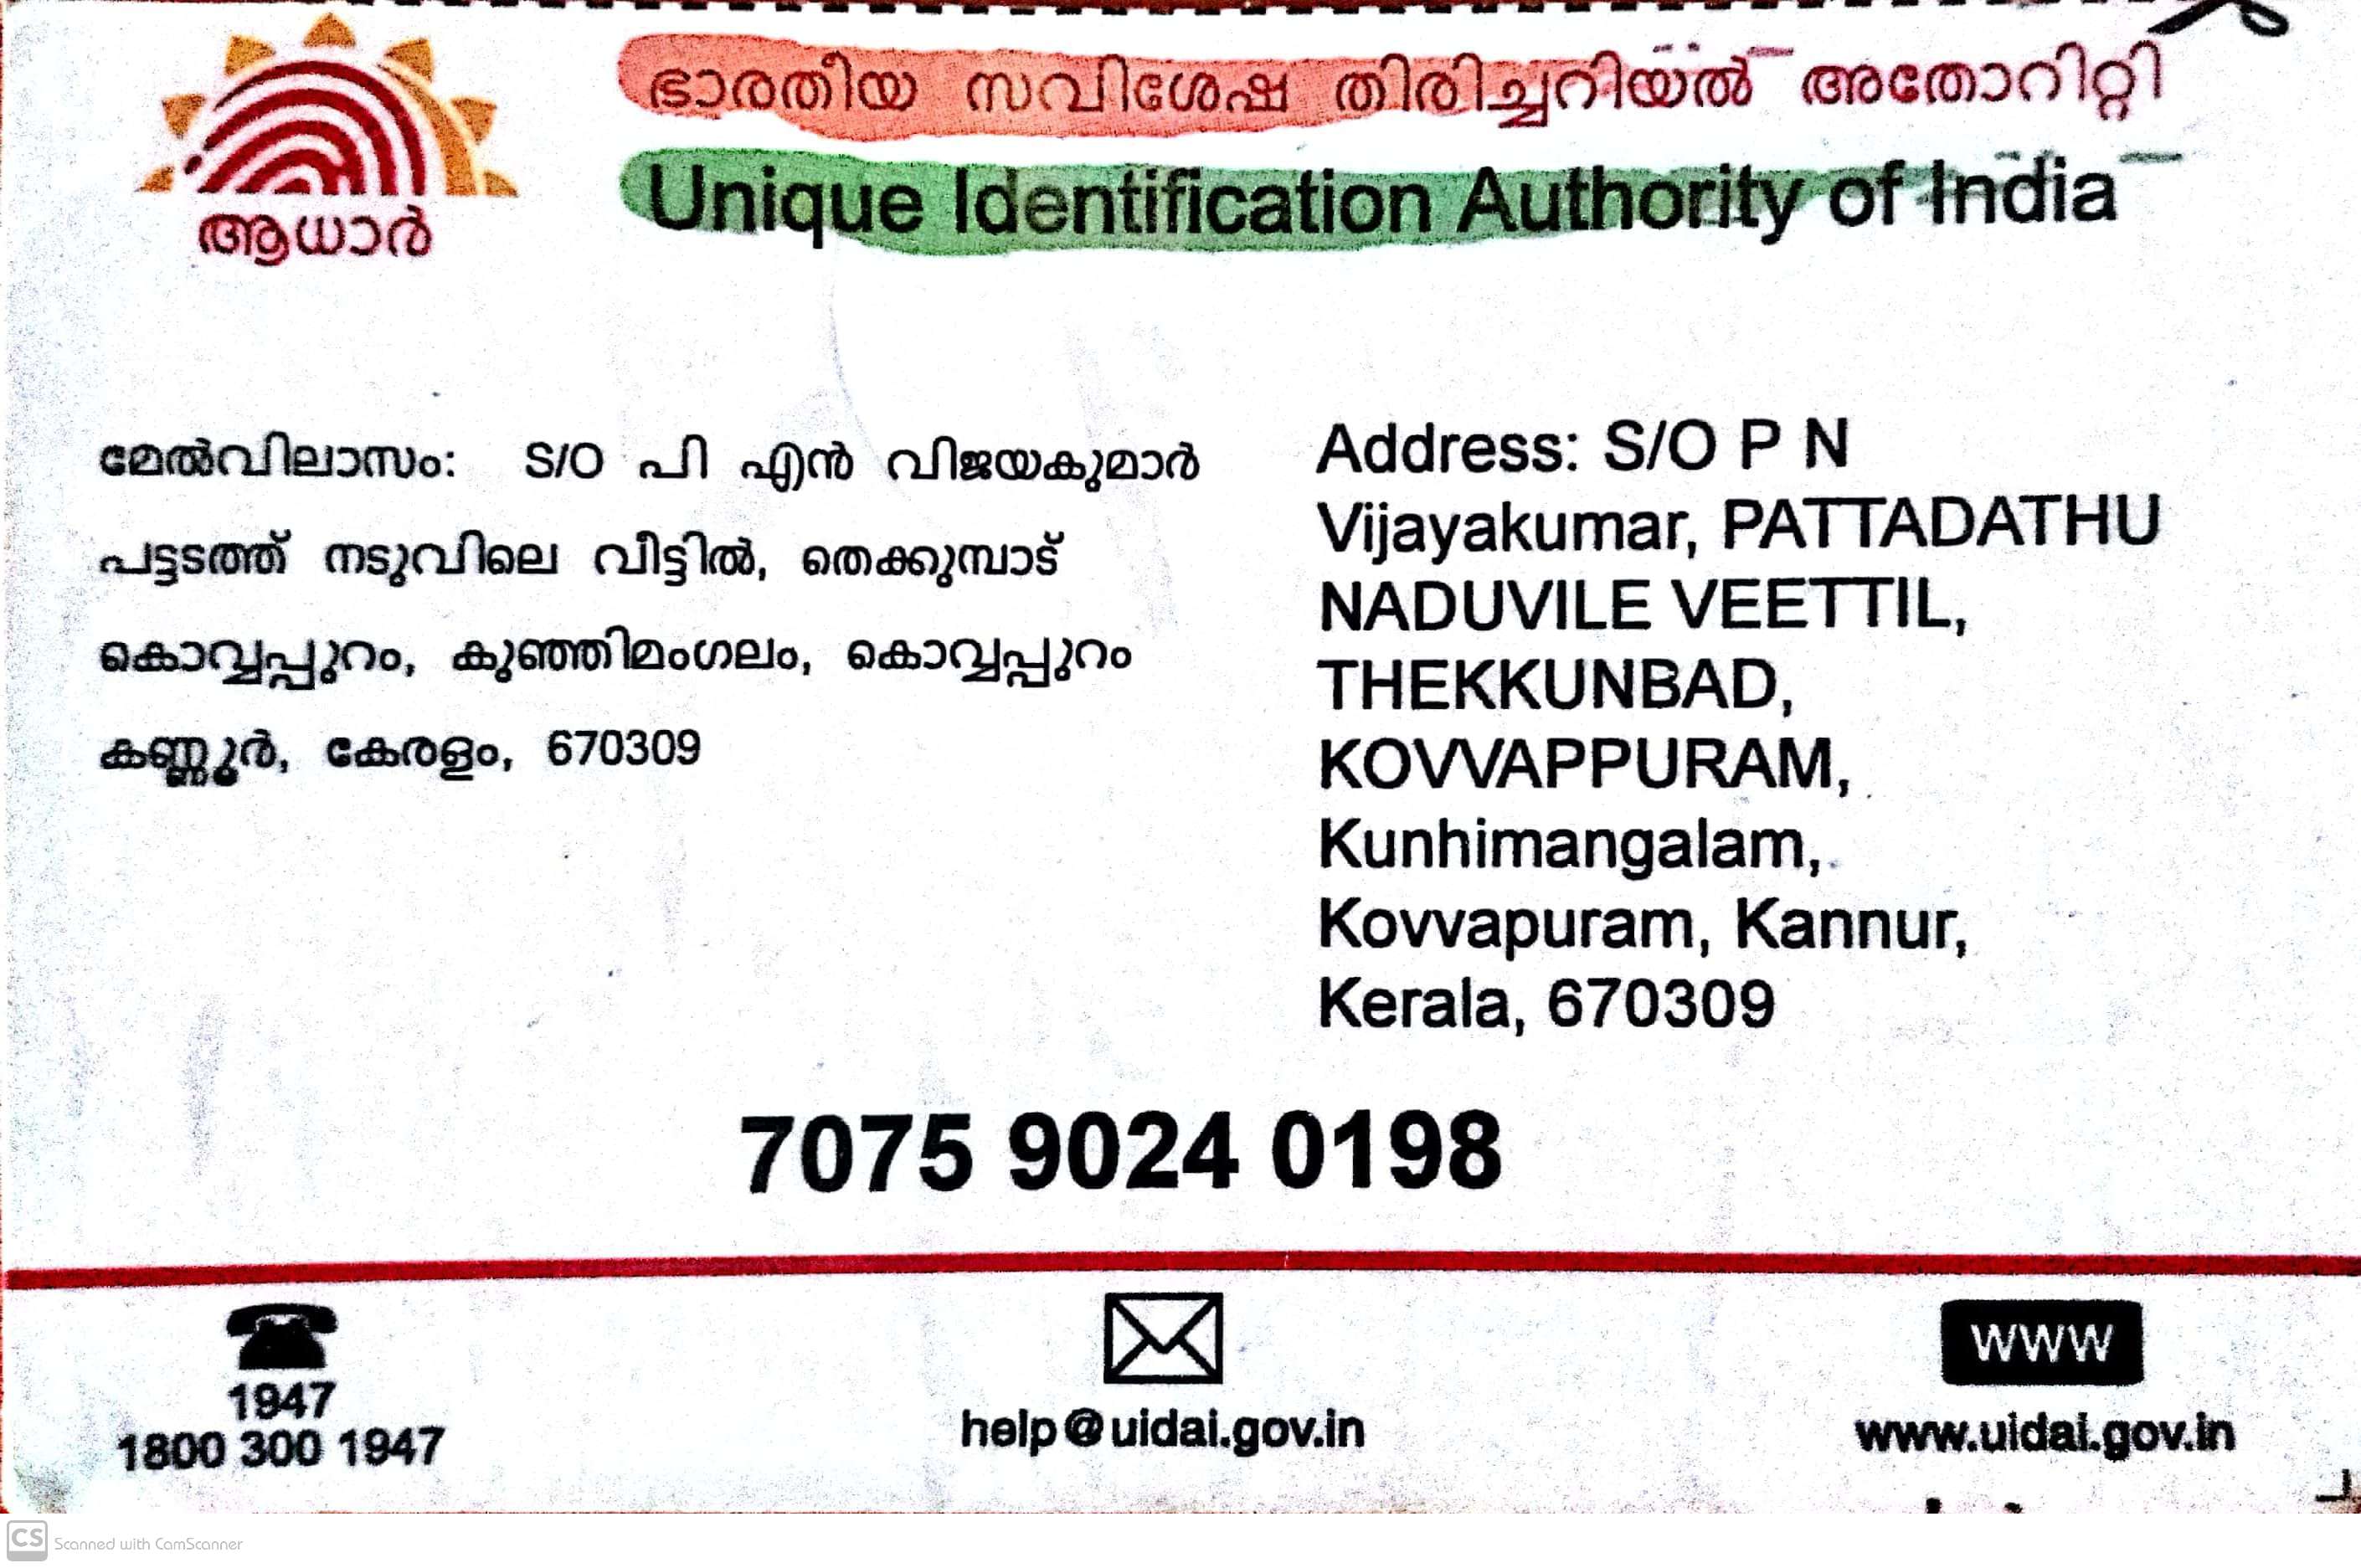 ഭാരതീയ സവിശേഷ തിരിച്ചറിയൽ അതോറിറ്റി
Unique Identification Authority of India
ആധാർ
മേൽവിലാസം: S/O പി എൻ വിജയകുമാർ
പട്ടടത്ത് നടുവിലെ വീട്ടിൽ, തെക്കുമ്പാട്
കൊവ്വപ്പുറം, കുഞ്ഞിമംഗലം, കൊവ്വപ്പുറം
കണ്ണൂർ, കേരളം, 670309
Address: S/O P N
Vijayakumar, PATTADATHU
NADUVILE VEETTIL,
THEKKUNBAD,
KOVVAPPURAM,
Kunhimangalam,
Kovvapuram, Kannur,
Kerala, 670309
7075 9024 0198
1947
1800 300 1947
help@uidai.gov.in
www
www.uidai.gov.in
CS Scanned with CamScanner